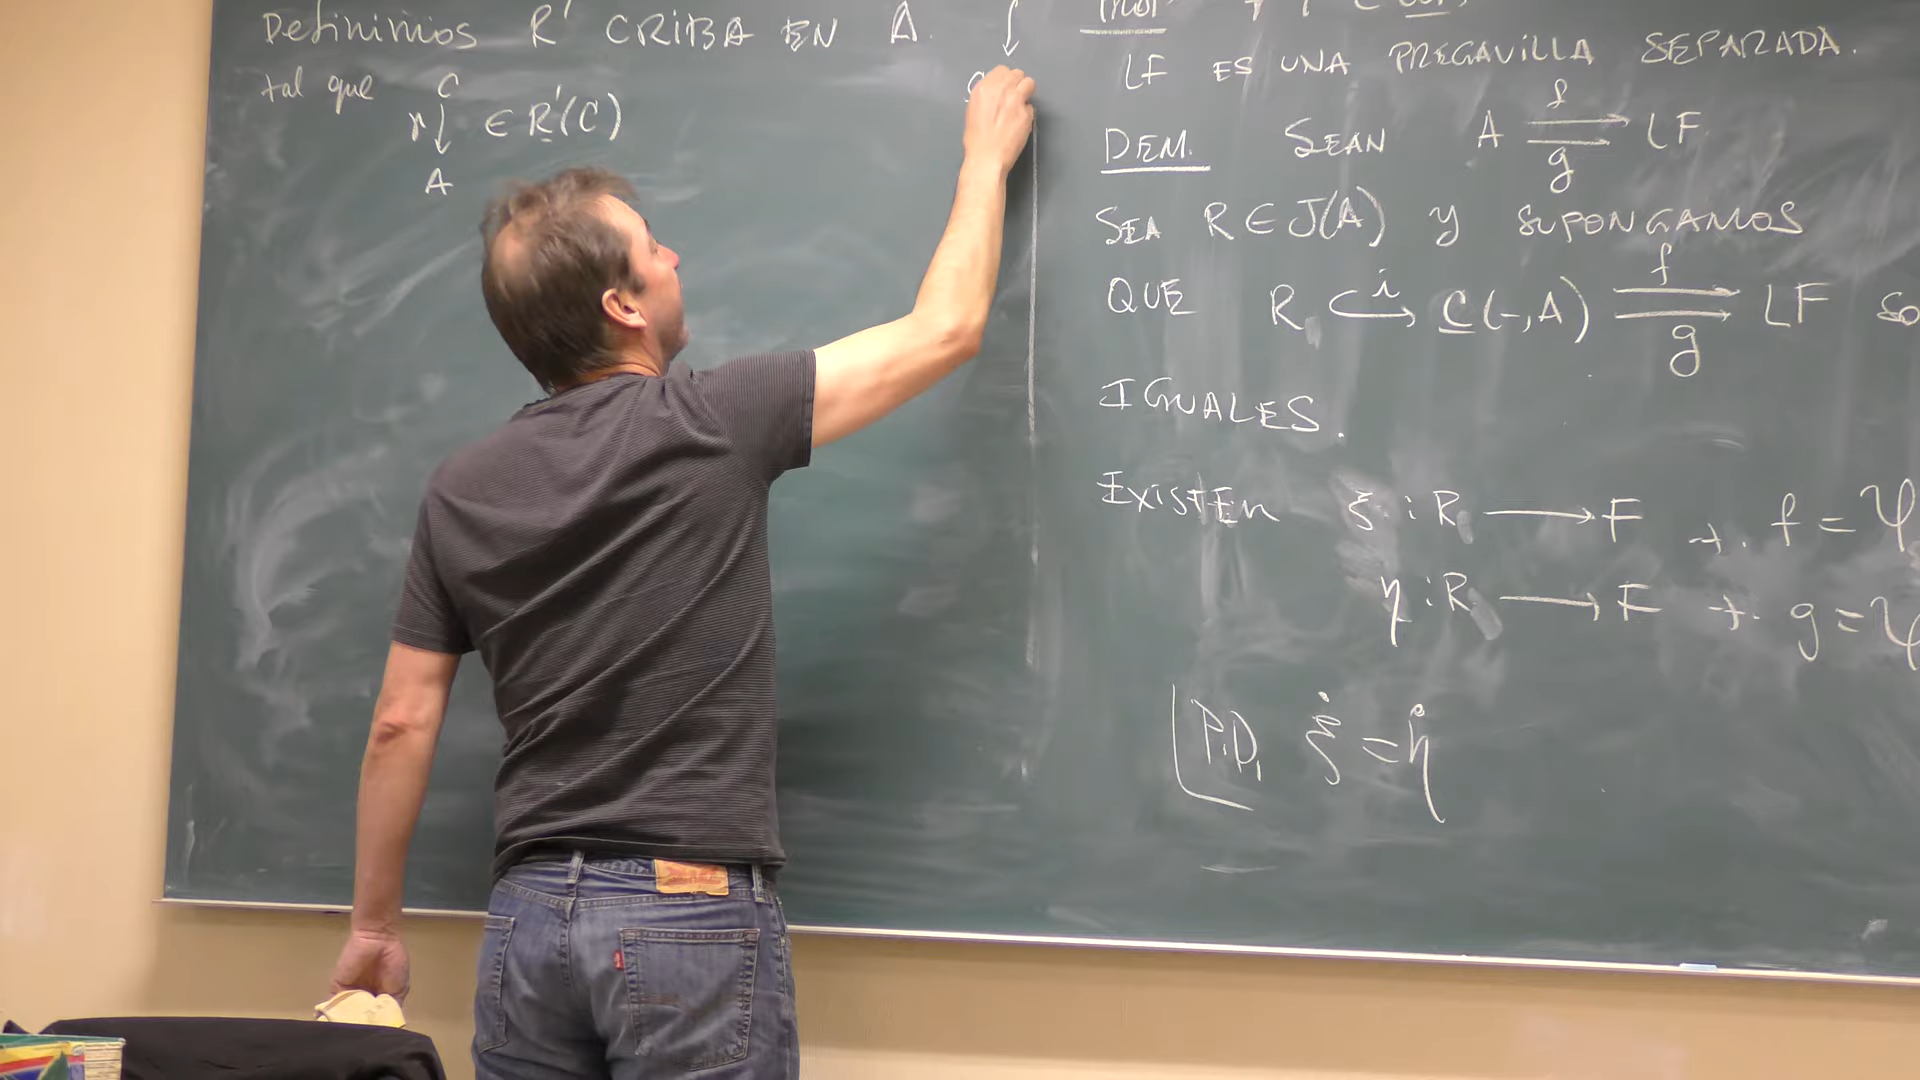 Definimos R' CRIBA EN A.
tal que
C
r↓ ∈ R'(C)
A
LF ES UNA PREGAVILLA SEPARADA.
DEM. SEAN A ⇉ LF
f
g
SEA R ∈ J(A) y SUPONGAMOS
QUE R ↪ C(-,A) ⇉ LF so
i
f
g
IGUALES.
EXISTEN ξ : R ⟶ F +. f = φ
η : R ⟶ F +. g =
P.D. ξ̇ = η̇